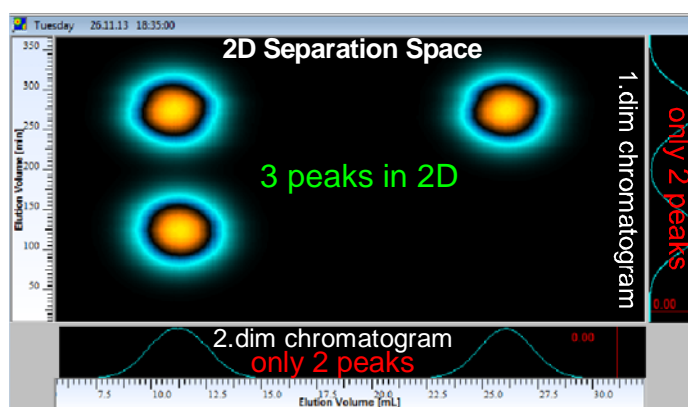 Tuesday 26.11.13 18:35:00
2D Separation Space
350
300
250
200
150
100
50
Elution Volume [min]
3 peaks in 2D
1.dim chromatogram
only 2 peaks
0.00
2.dim chromatogram
only 2 peaks
0.00
7.5 10.0 12.5 15.0 17.5 20.0 22.5 25.0 27.5 30.0
Elution Volume [mL]